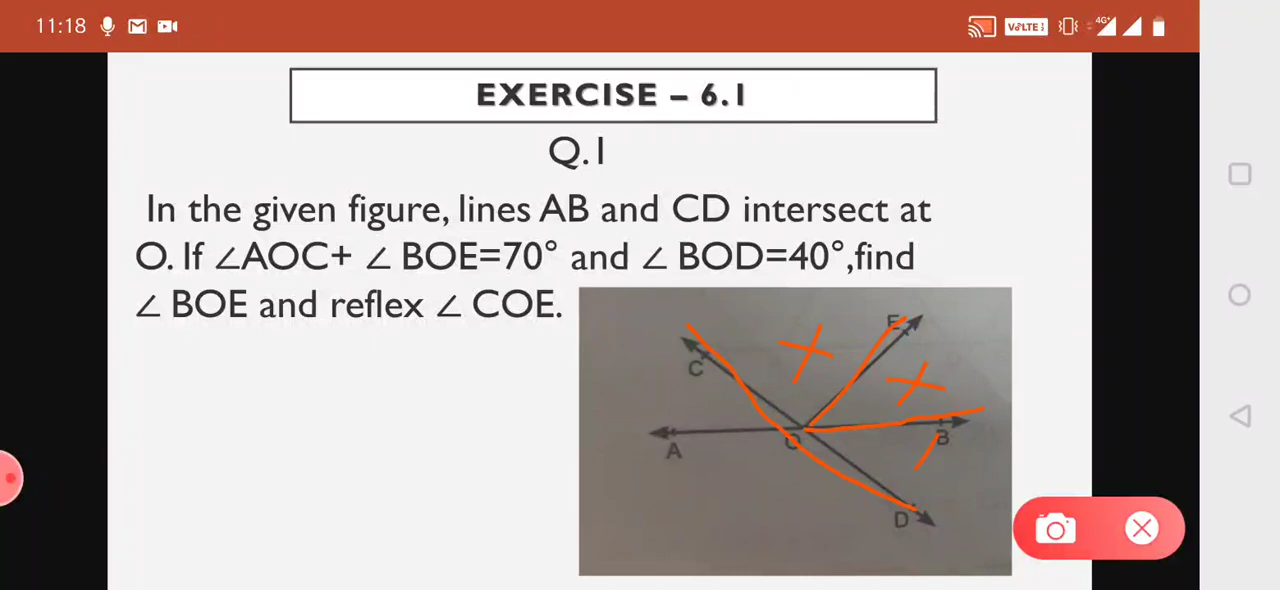 11:18
VoLTE 4G+
EXERCISE – 6.1
Q.1
In the given figure, lines AB and CD intersect at
O. If ∠AOC+ ∠ BOE=70° and ∠ BOD=40°,find
∠ BOE and reflex ∠ COE.
E
C
O
B
A
D